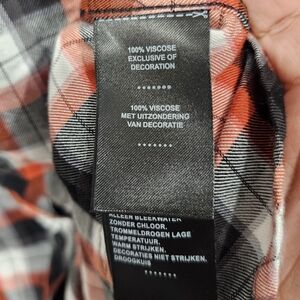 100% VISCOSE
EXCLUSIVE OF
DECORATION
100% VISCOSE
MET UITZONDERING
VAN DECORATIE
ALLEEN BLEEKWATER
ZONDER CHLOOR.
TROMMELDROGEN LAGE
TEMPERATUUR.
WARM STRIJKEN.
DECORATIES NIET STRIJKEN.
DROOGKUIS